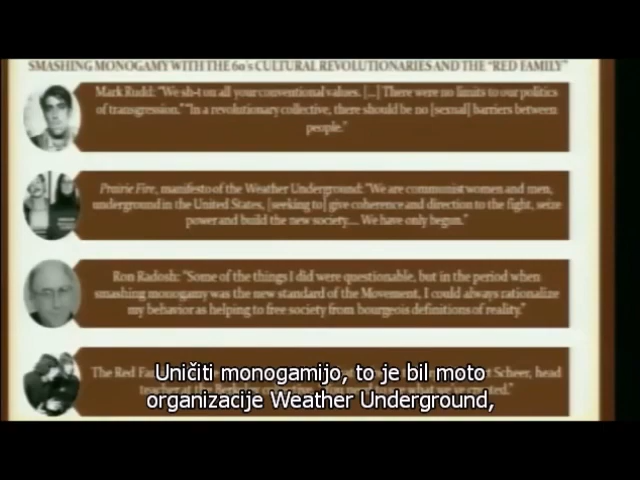 SMASHING MONOGAMY WITH THE 60's CULTURAL REVOLUTIONARIES AND THE "RED FAMILY"
Mark Rudd: "We sh-t on all your conventional values. [...] There were no limits to our politics
of transgression." "In a revolutionary collective, there should be no [sexual] barriers between
people."
Prairie Fire, manifesto of the Weather Underground: "We are communist women and men,
underground in the United States, [seeking to] give coherence and direction to the fight, seize
power and build the new society.... We have only begun."
Ron Radosh: "Some of the things I did were questionable, but in the period when
smashing monogamy was the new standard of the Movement, I could always rationalize
my behavior as helping to free society from bourgeois definitions of reality."
The Red Scheer, head
teacher
Uničiti monogamijo, to je bil moto
organizacije Weather Underground,